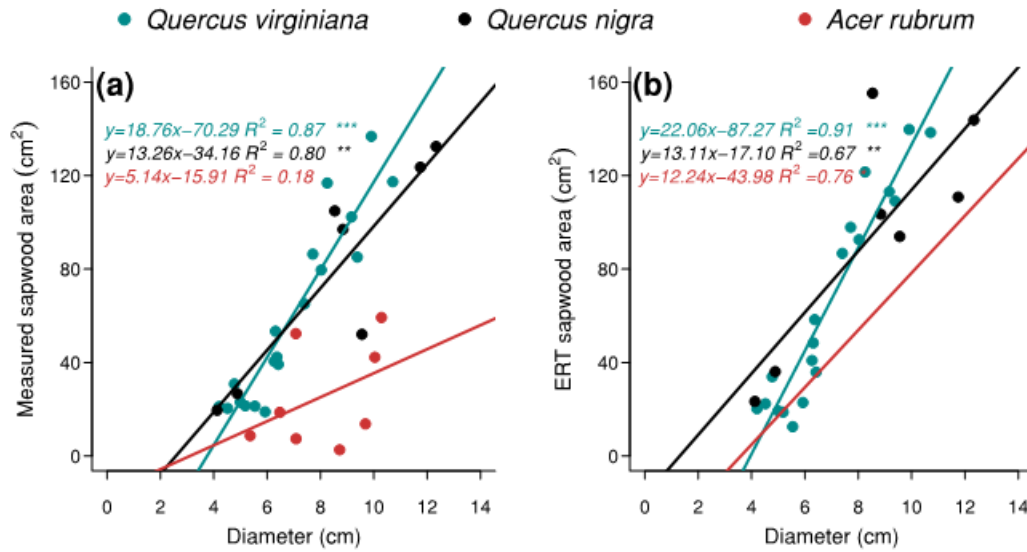 Quercus virginiana Quercus nigra Acer rubrum
(a)
y=18.76x−70.29 R² = 0.87 ***
y=13.26x−34.16 R² = 0.80 **
y=5.14x−15.91 R² = 0.18
Measured sapwood area (cm²)
160
120
80
40
0
0 2 4 6 8 10 12 14
Diameter (cm)
(b)
y=22.06x−87.27 R² =0.91 ***
y=13.11x−17.10 R² =0.67 **
y=12.24x−43.98 R² =0.76
ERT sapwood area (cm²)
160
120
80
40
0
0 2 4 6 8 10 12 14
Diameter (cm)